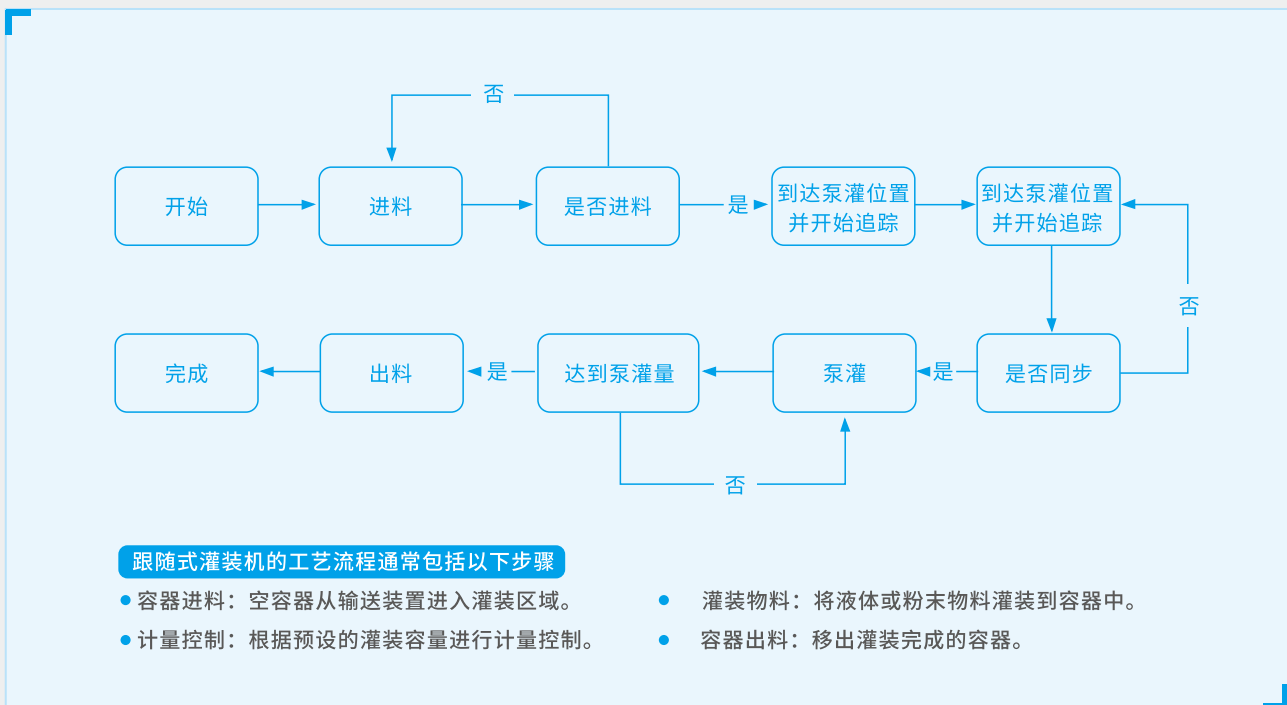 否
开始
进料
是否进料
是
到达泵灌位置
并开始追踪
到达泵灌位置
并开始追踪
否
完成
出料
是
达到泵灌量
泵灌
是
是否同步
否
跟随式灌装机的工艺流程通常包括以下步骤
容器进料：空容器从输送装置进入灌装区域。
灌装物料：将液体或粉末物料灌装到容器中。
计量控制：根据预设的灌装容量进行计量控制。
容器出料：移出灌装完成的容器。